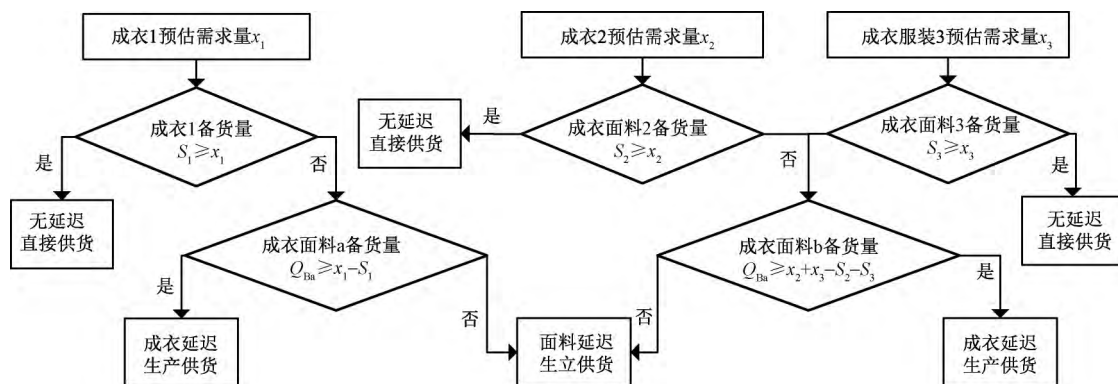 成衣1预估需求量x₁
成衣2预估需求量x₂
成衣服装3预估需求量x₃
成衣1备货量
S₁≥x₁
无延迟
直接供货
是
成衣面料2备货量
S₂≥x₂
成衣面料3备货量
S₃≥x₃
是
否
否
是
无延迟
直接供货
成衣面料a备货量
Q_Ba≥x₁−S₁
成衣面料b备货量
Q_Ba≥x₂+x₃−S₂−S₃
无延迟
直接供货
是
否
否
是
成衣延迟
生产供货
面料延迟
生立供货
成衣延迟
生产供货